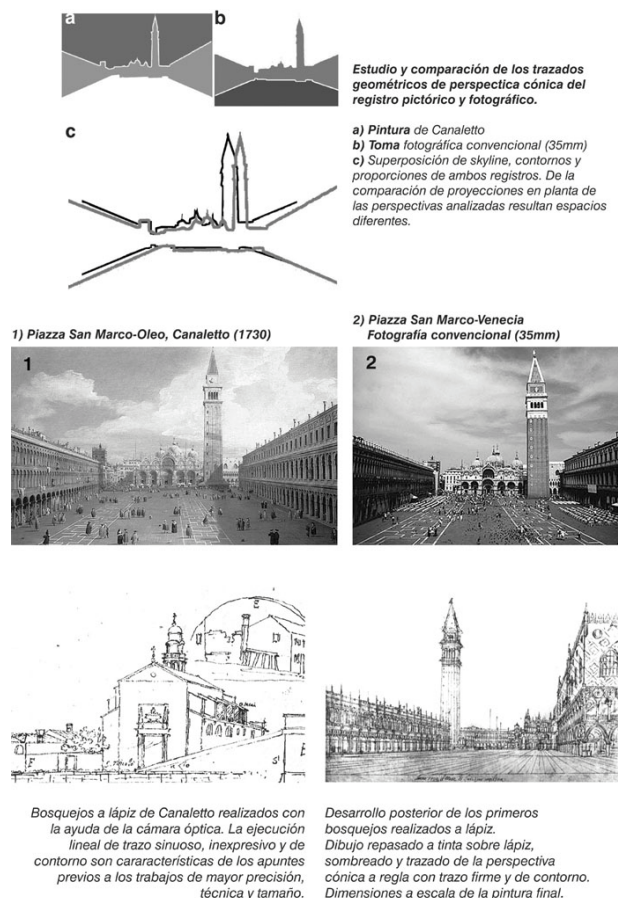 a
b
Estudio y comparación de los trazados
geométricos de perspectica cónica del
registro pictórico y fotográfico.
a) Pintura de Canaletto
b) Toma fotográfíca convencional (35mm)
c) Superposición de skyline, contornos y
proporciones de ambos registros. De la
comparación de proyecciones en planta de
las perspectivas analizadas resultan espacios
diferentes.
c
1) Piazza San Marco-Oleo, Canaletto (1730)
2) Piazza San Marco-Venecia
Fotografía convencional (35mm)
1
2
F
Bosquejos a lápiz de Canaletto realizados con
la ayuda de la cámara óptica. La ejecución
lineal de trazo sinuoso, inexpresivo y de
contorno son cararacterísticas de los apuntes
previos a los trabajos de mayor precisión,
técnica y tamaño.
Desarrollo posterior de los primeros
bosquejos realizados a lápiz.
Dibujo repasado a tinta sobre lápiz,
sombreado y trazado de la perspectiva
cónica a regla con trazo firme y de contorno.
Dimensiones a escala de la pintura final.